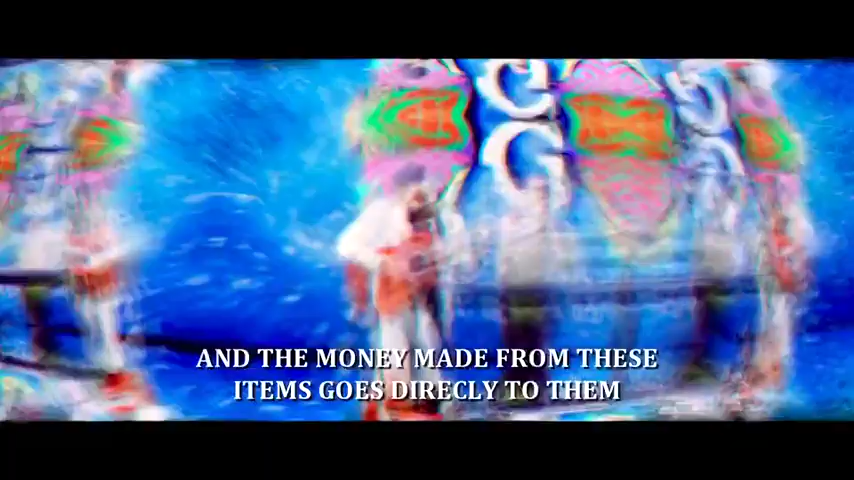 AND THE MONEY MADE FROM THESE
ITEMS GOES DIRECLY TO THEM